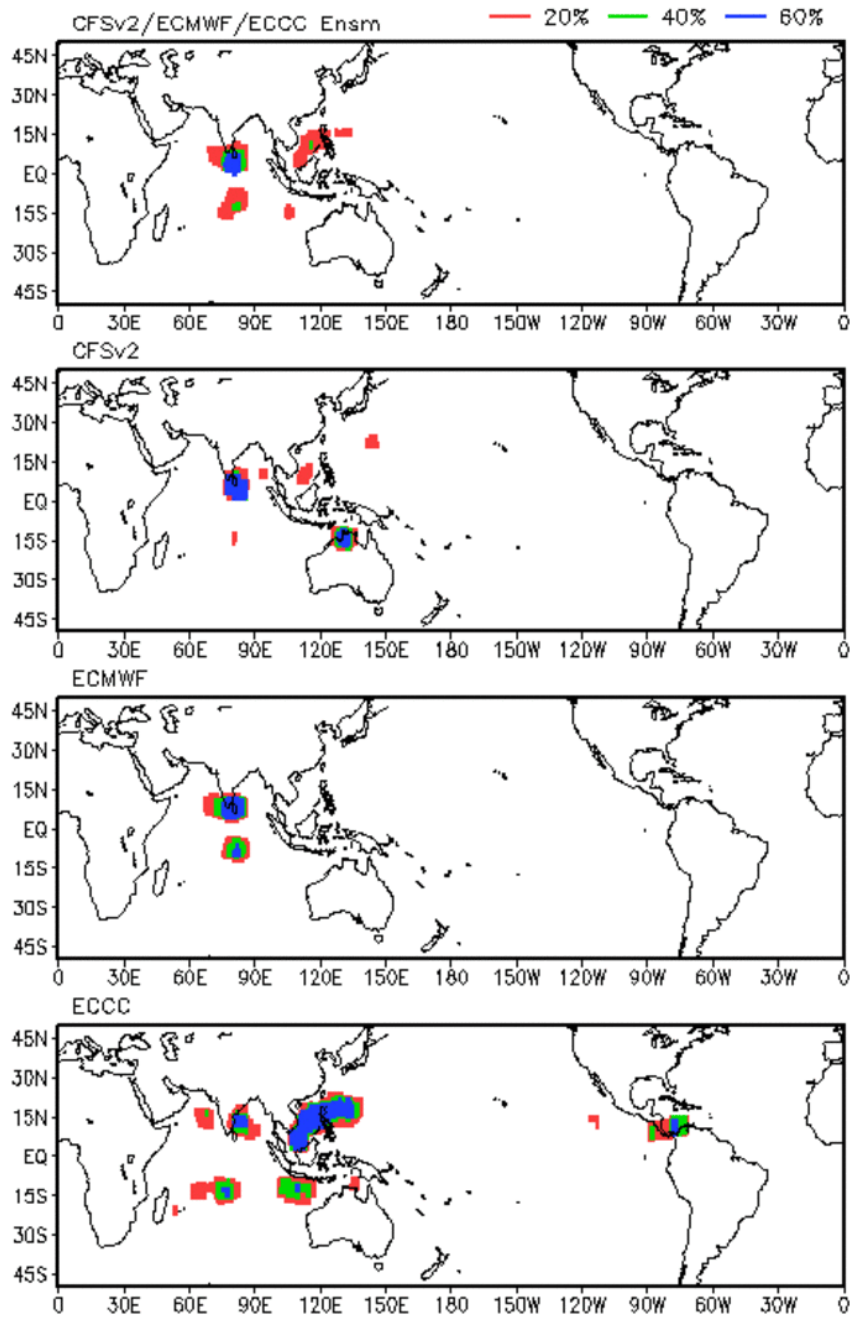 CFSv2/ECMWF/ECCC Ensm 20% 40% 60%
45N
30N
15N
EQ
15S
30S
45S
0 30E 60E 90E 120E 150E 180 150W 120W 90W 60W 30W 0
CFSv2
45N
30N
15N
EQ
15S
30S
45S
0 30E 60E 90E 120E 150E 180 150W 120W 90W 60W 30W 0
ECMWF
45N
30N
15N
EQ
15S
30S
45S
0 30E 60E 90E 120E 150E 180 150W 120W 90W 60W 30W 0
ECCC
45N
30N
15N
EQ
15S
30S
45S
0 30E 60E 90E 120E 150E 180 150W 120W 90W 60W 30W 0